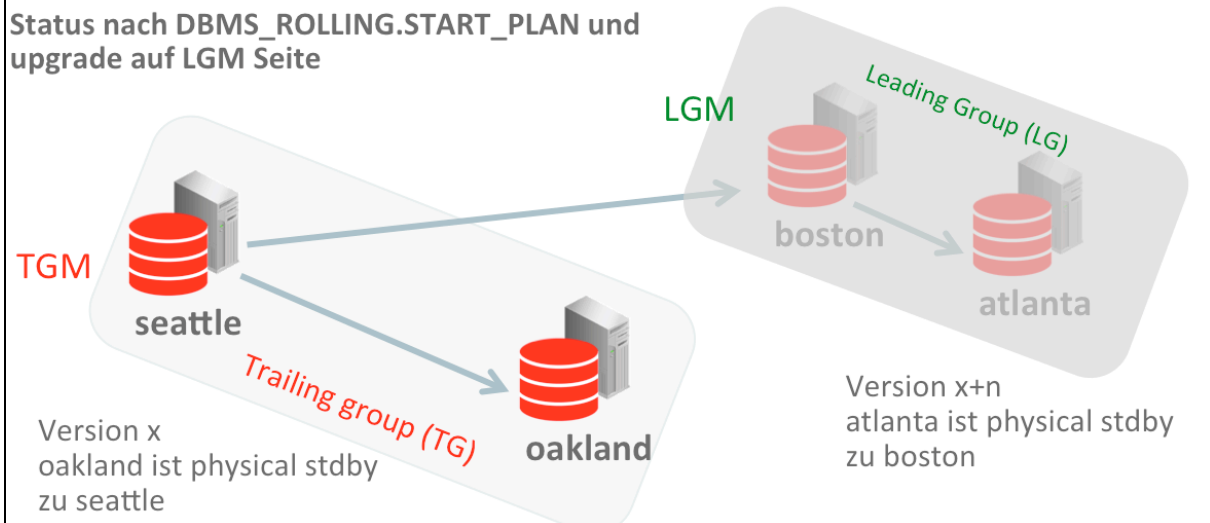 Status nach DBMS_ROLLING.START_PLAN und
upgrade auf LGM Seite
LGM
Leading Group (LG)
boston
atlanta
TGM
seattle
Trailing group (TG)
oakland
Version x
oakland ist physical stdby
zu seattle
Version x+n
atlanta ist physical stdby
zu boston